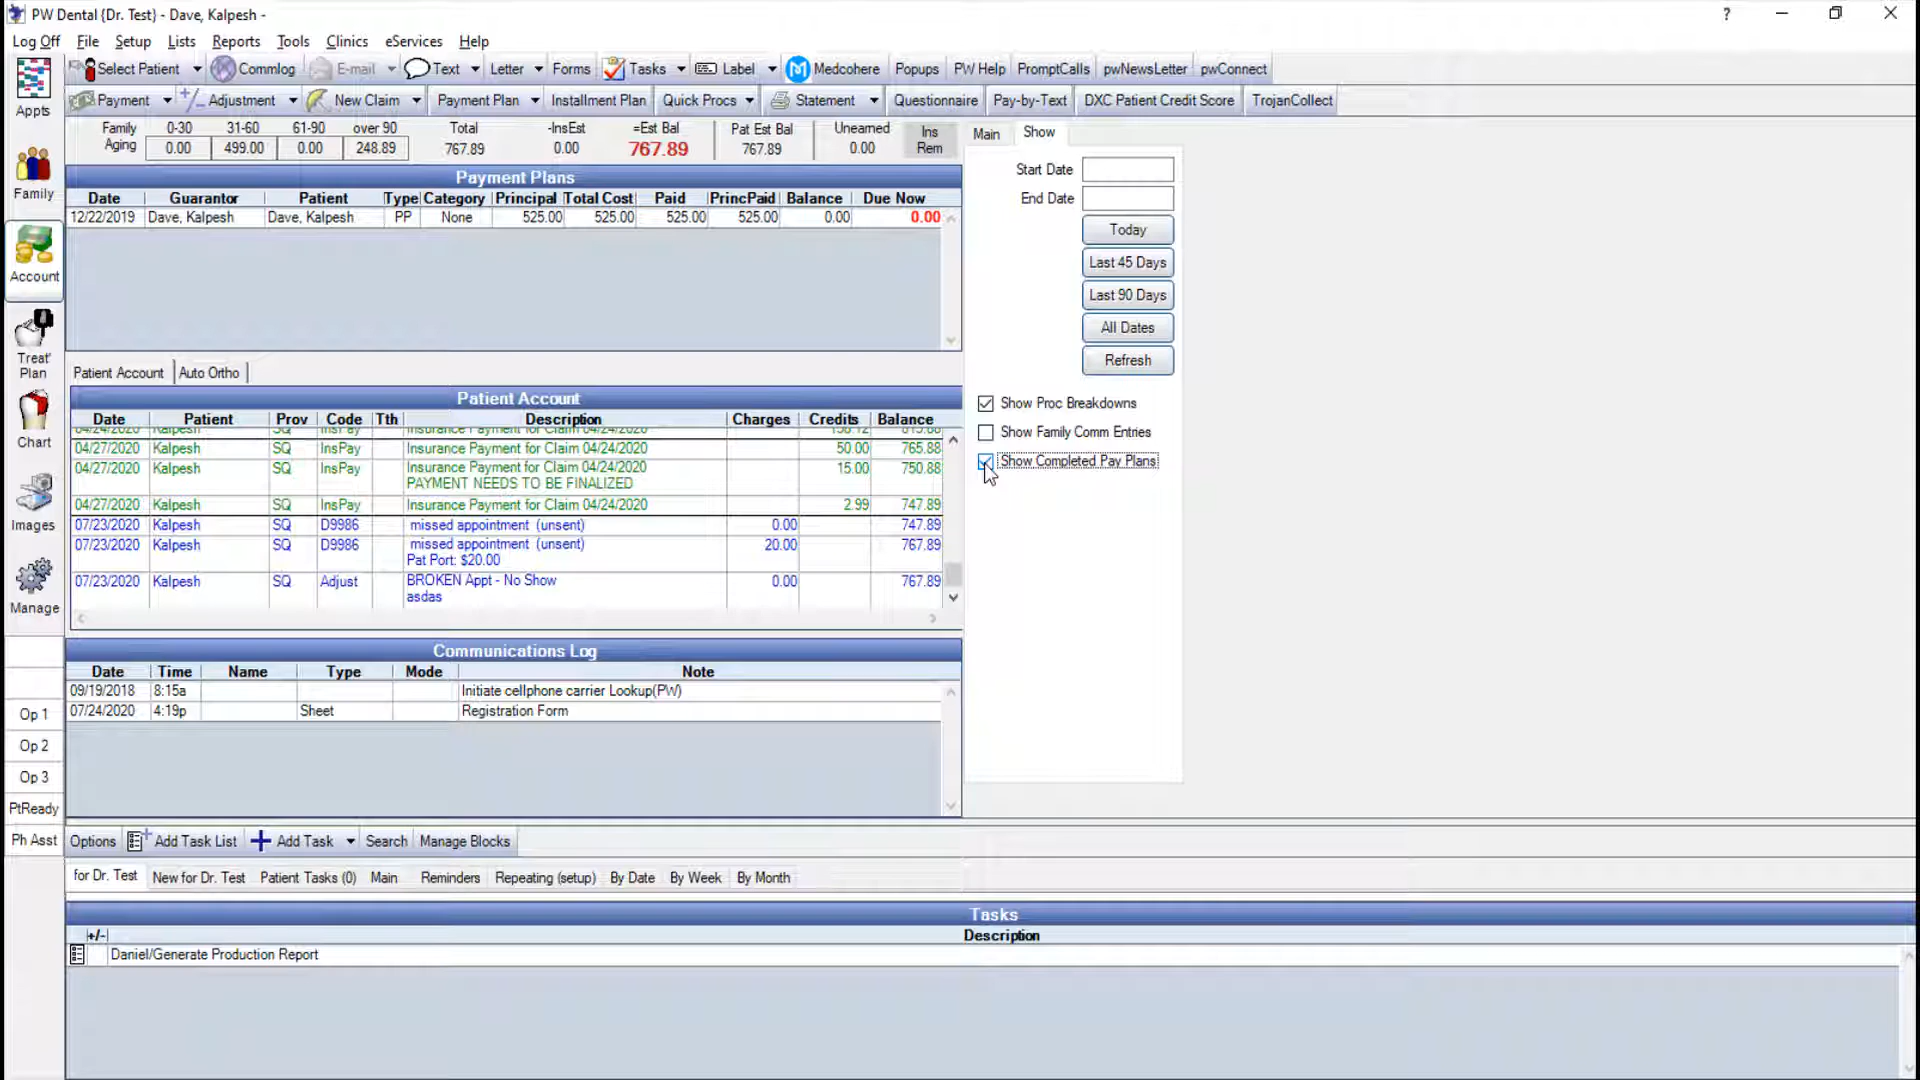 PW Dental {Dr. Test} - Dave, Kalpesh -
Log Off File Setup Lists Reports Tools Clinics eServices Help
Select Patient Commlog E-mail Text Letter Forms Tasks Label Medcohere Popups PW Help PromptCalls pwNewsLetter pwConnect
Payment Adjustment New Claim Payment Plan Installment Plan Quick Procs Statement Questionnaire Pay-by-Text DXC Patient Credit Score TrojanCollect
Appts
Family
Account
Treat' Plan
Chart
Images
Manage
Op 1
Op 2
Op 3
PtReady
Ph Asst
Family Aging 0-30 31-60 61-90 over 90 Total -InsEst =Est Bal Pat Est Bal Unearned Ins Rem
0.00 499.00 0.00 248.89 767.89 0.00 767.89 767.89 0.00
Payment Plans
Date Guarantor Patient Type Category Principal Total Cost Paid PrincPaid Balance Due Now
12/22/2019 Dave, Kalpesh Dave, Kalpesh PP None 525.00 525.00 525.00 525.00 0.00 0.00
Patient Account Auto Ortho
Patient Account
Date Patient Prov Code Tth Description Charges Credits Balance
04/24/2020 Kalpesh SQ InsPay Insurance Payment for Claim 04/24/2020
04/27/2020 Kalpesh SQ InsPay Insurance Payment for Claim 04/24/2020 50.00 765.88
04/27/2020 Kalpesh SQ InsPay Insurance Payment for Claim 04/24/2020 15.00 750.88
PAYMENT NEEDS TO BE FINALIZED
04/27/2020 Kalpesh SQ InsPay Insurance Payment for Claim 04/24/2020 2.99 747.89
07/23/2020 Kalpesh SQ D9986 missed appointment (unsent) 0.00 747.89
07/23/2020 Kalpesh SQ D9986 missed appointment (unsent) 20.00 767.89
Pat Port: $20.00
07/23/2020 Kalpesh SQ Adjust BROKEN Appt - No Show 0.00 767.89
asdas
Communications Log
Date Time Name Type Mode Note
09/19/2018 8:15a Initiate cellphone carrier Lookup(PW)
07/24/2020 4:19p Sheet Registration Form
Main Show
Start Date
End Date
Today
Last 45 Days
Last 90 Days
All Dates
Refresh
Show Proc Breakdowns
Show Family Comm Entries
Show Completed Pay Plans
Options Add Task List Add Task Search Manage Blocks
for Dr. Test New for Dr. Test Patient Tasks (0) Main Reminders Repeating (setup) By Date By Week By Month
Tasks
+/- Description
Daniel/Generate Production Report